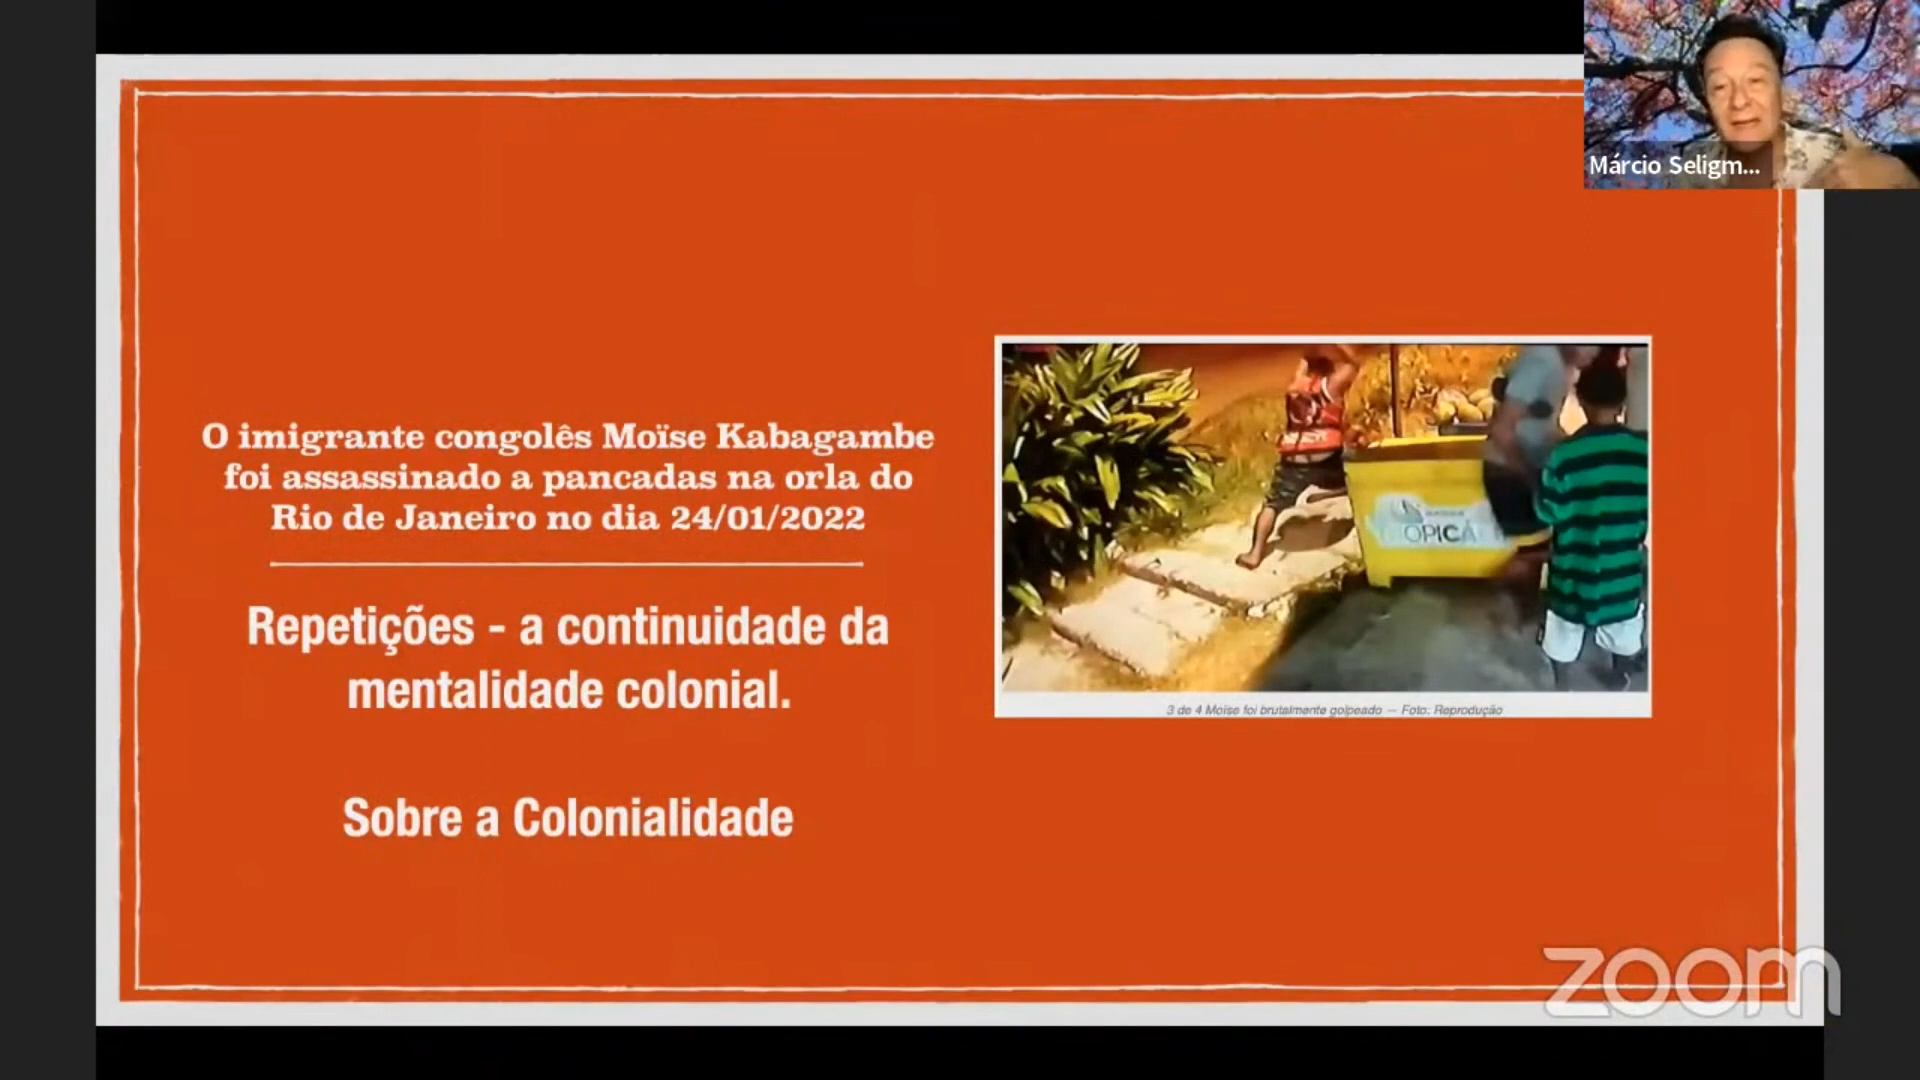 Márcio Seligm...
O imigrante congolês Moïse Kabagambe
foi assassinado a pancadas na orla do
Rio de Janeiro no dia 24/01/2022
Repetições - a continuidade da
mentalidade colonial.
Sobre a Colonialidade
OPICÁ
3 de 4 Moïse foi brutalmente golpeado — Foto: Reprodução
zoom